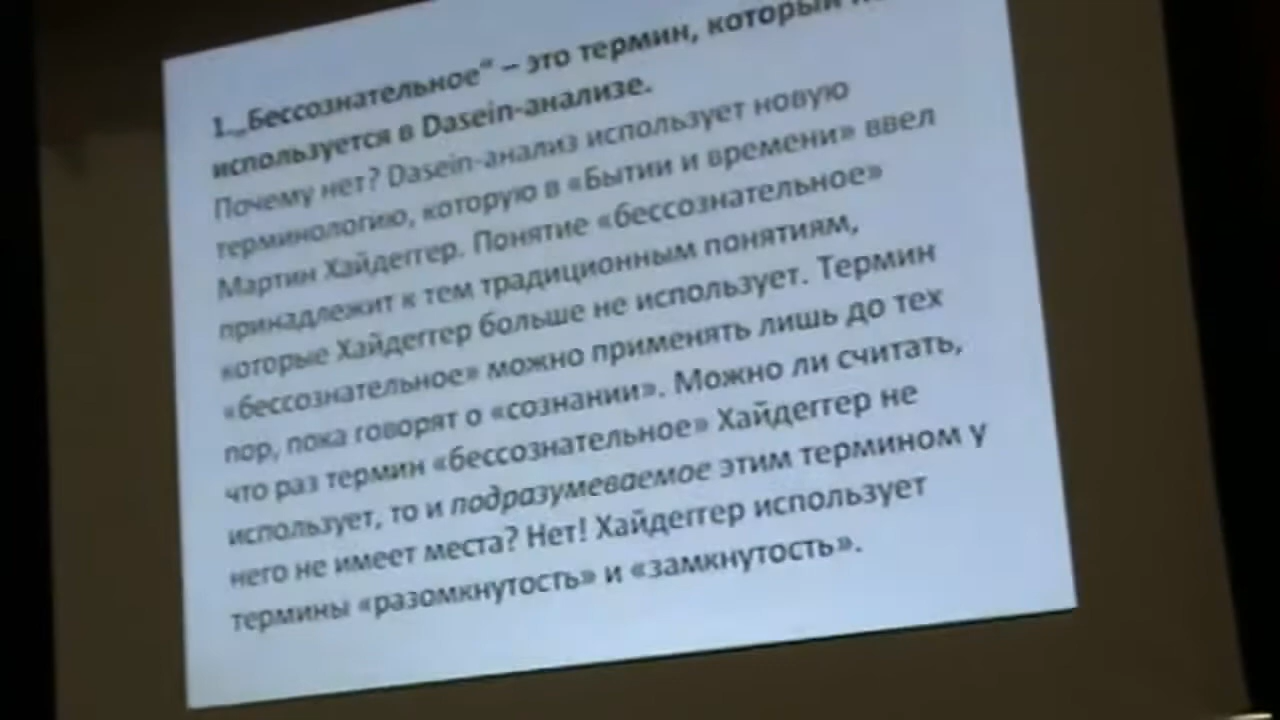 1.„Бессознательное“ – это термин, который
используется в Dasein-анализе.
Почему нет? Dasein-анализ использует новую
терминологию, которую в «Бытии и времени» ввел
Мартин Хайдеггер. Понятие «бессознательное»
принадлежит к тем традиционным понятиям,
которые Хайдеггер больше не использует. Термин
«бессознательное» можно применять лишь до тех
пор, пока говорят о «сознании». Можно ли считать,
что раз термин «бессознательное» Хайдеггер не
использует, то и подразумеваемое этим термином у
него не имеет места? Нет! Хайдеггер использует
термины «разомкнутость» и «замкнутость».